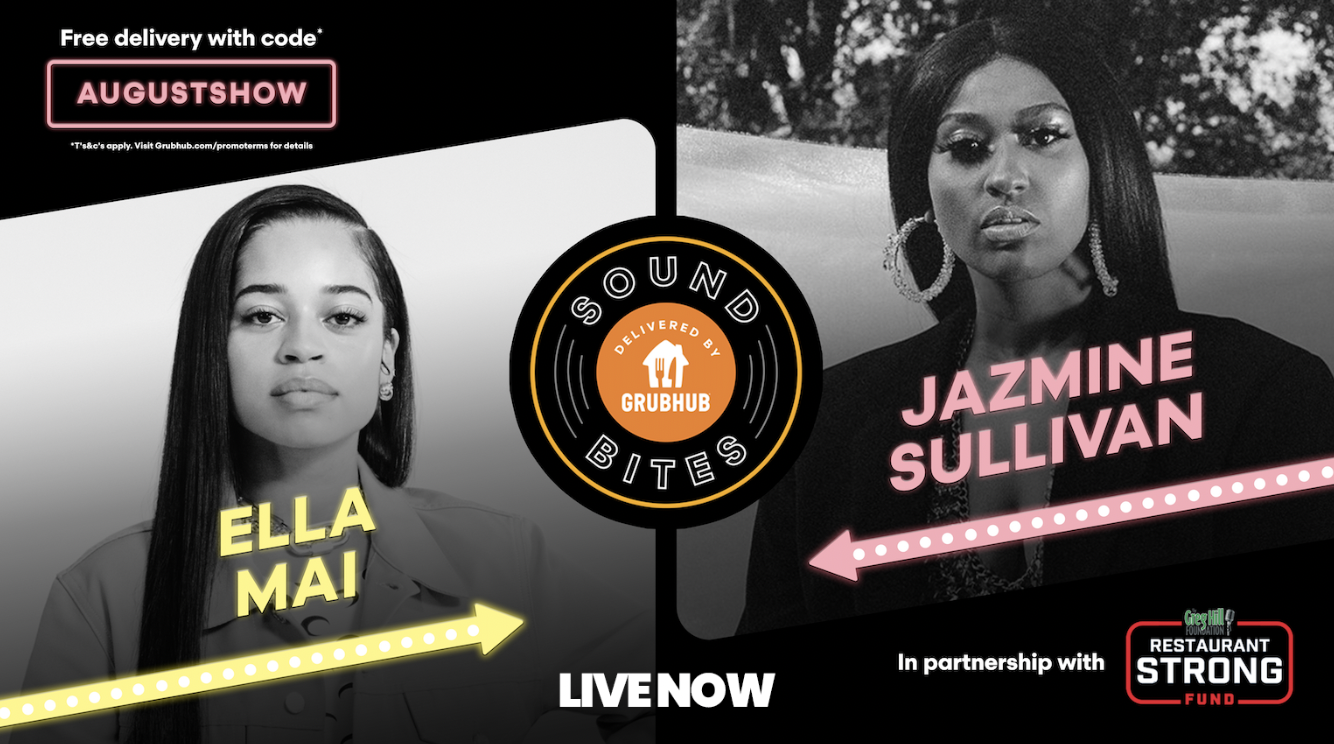 Free delivery with code*
AUGUSTSHOW
*T's&c's apply. Visit Grubhub.com/promoterms for details
SOUND
DELIVERED BY
GRUBHUB
BITES
ELLA
MAI
JAZMINE
SULLIVAN
LIVE NOW
In partnership with
The
Greg Hill
FOUNDATION
RESTAURANT
STRONG
FUND